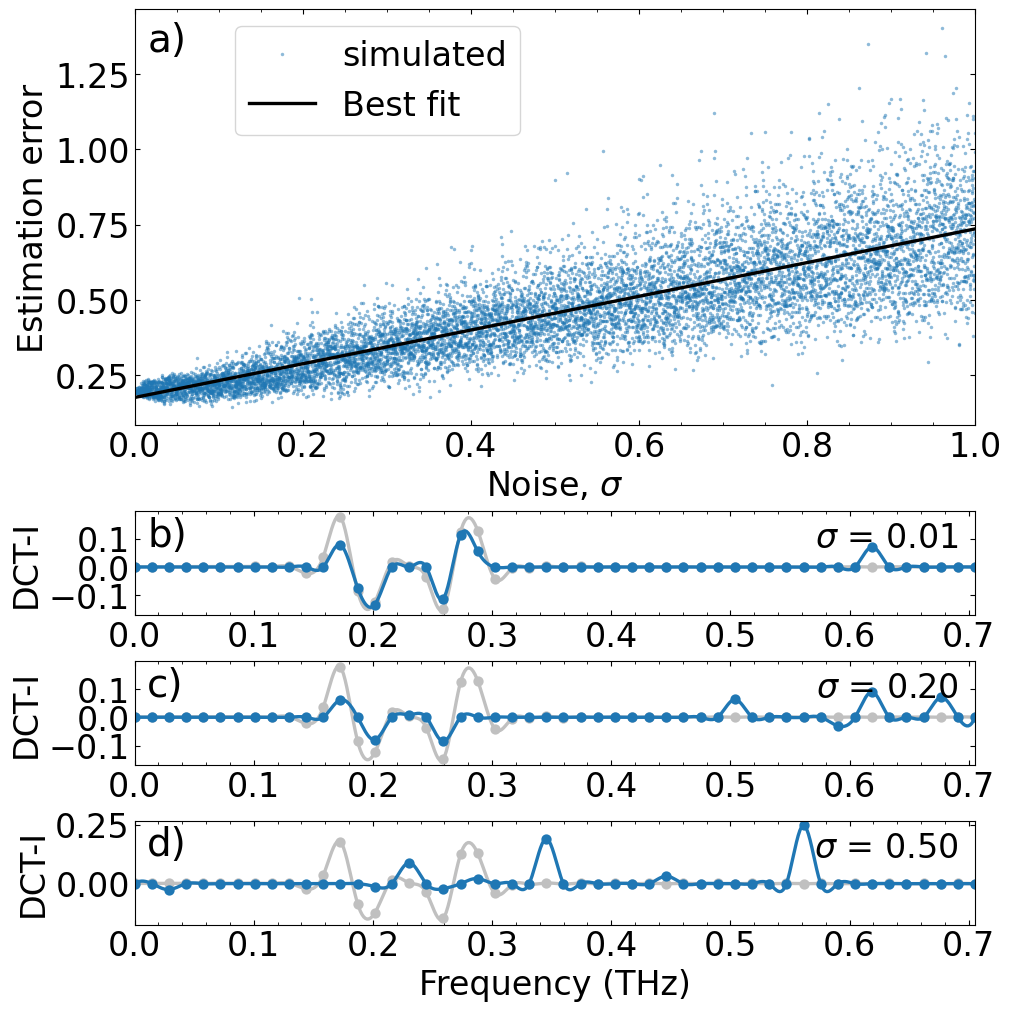 a)
simulated
Best fit
Estimation error
1.25
1.00
0.75
0.50
0.25
0.0 0.2 0.4 0.6 0.8 1.0
Noise, σ
b)
σ = 0.01
DCT-I
0.1
0.0
−0.1
0.0 0.1 0.2 0.3 0.4 0.5 0.6 0.7
c)
σ = 0.20
DCT-I
0.1
0.0
−0.1
0.0 0.1 0.2 0.3 0.4 0.5 0.6 0.7
d)
σ = 0.50
DCT-I
0.25
0.00
0.0 0.1 0.2 0.3 0.4 0.5 0.6 0.7
Frequency (THz)